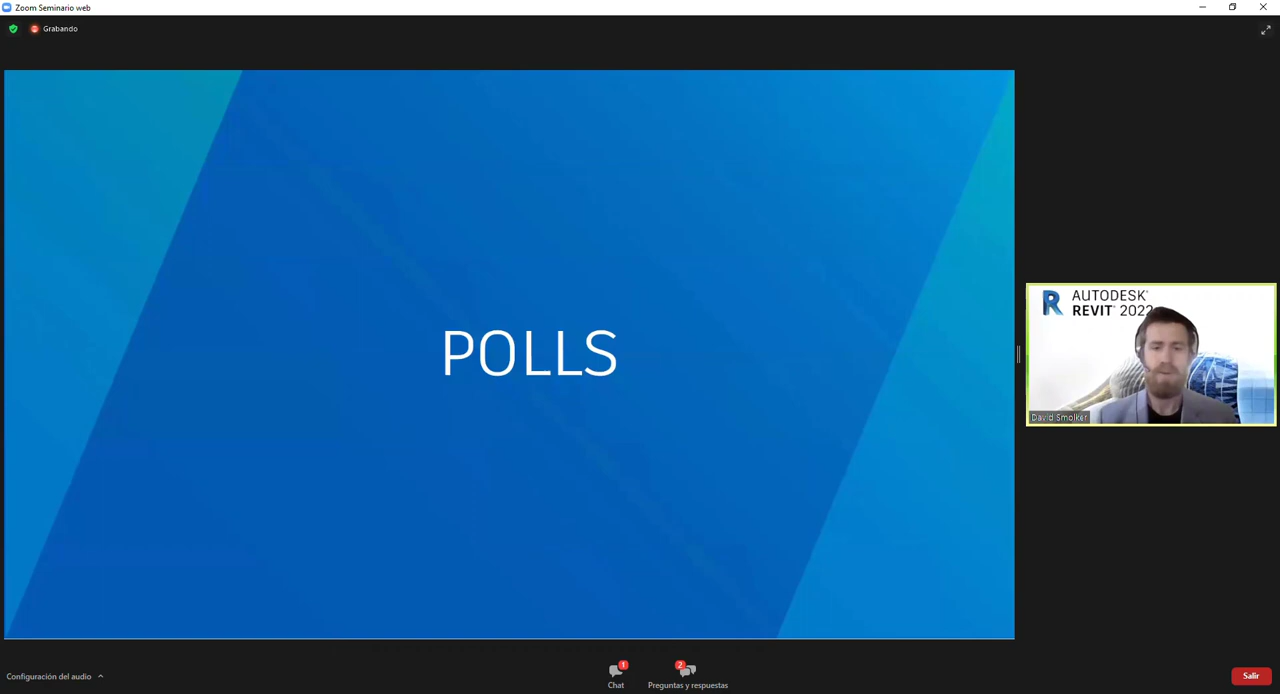 Zoom Seminario web
Grabando
POLLS
AUTODESK
REVIT 2022
David Smolker
Configuración del audio
1
Chat
2
Preguntas y respuestas
Salir